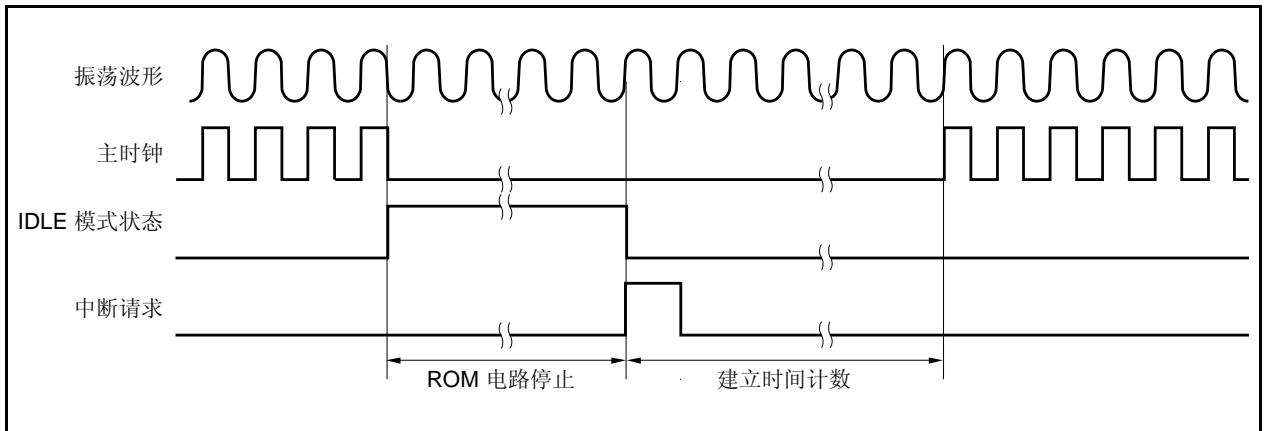 振荡波形
主时钟
IDLE 模式状态
中断请求
ROM 电路停止
建立时间计数